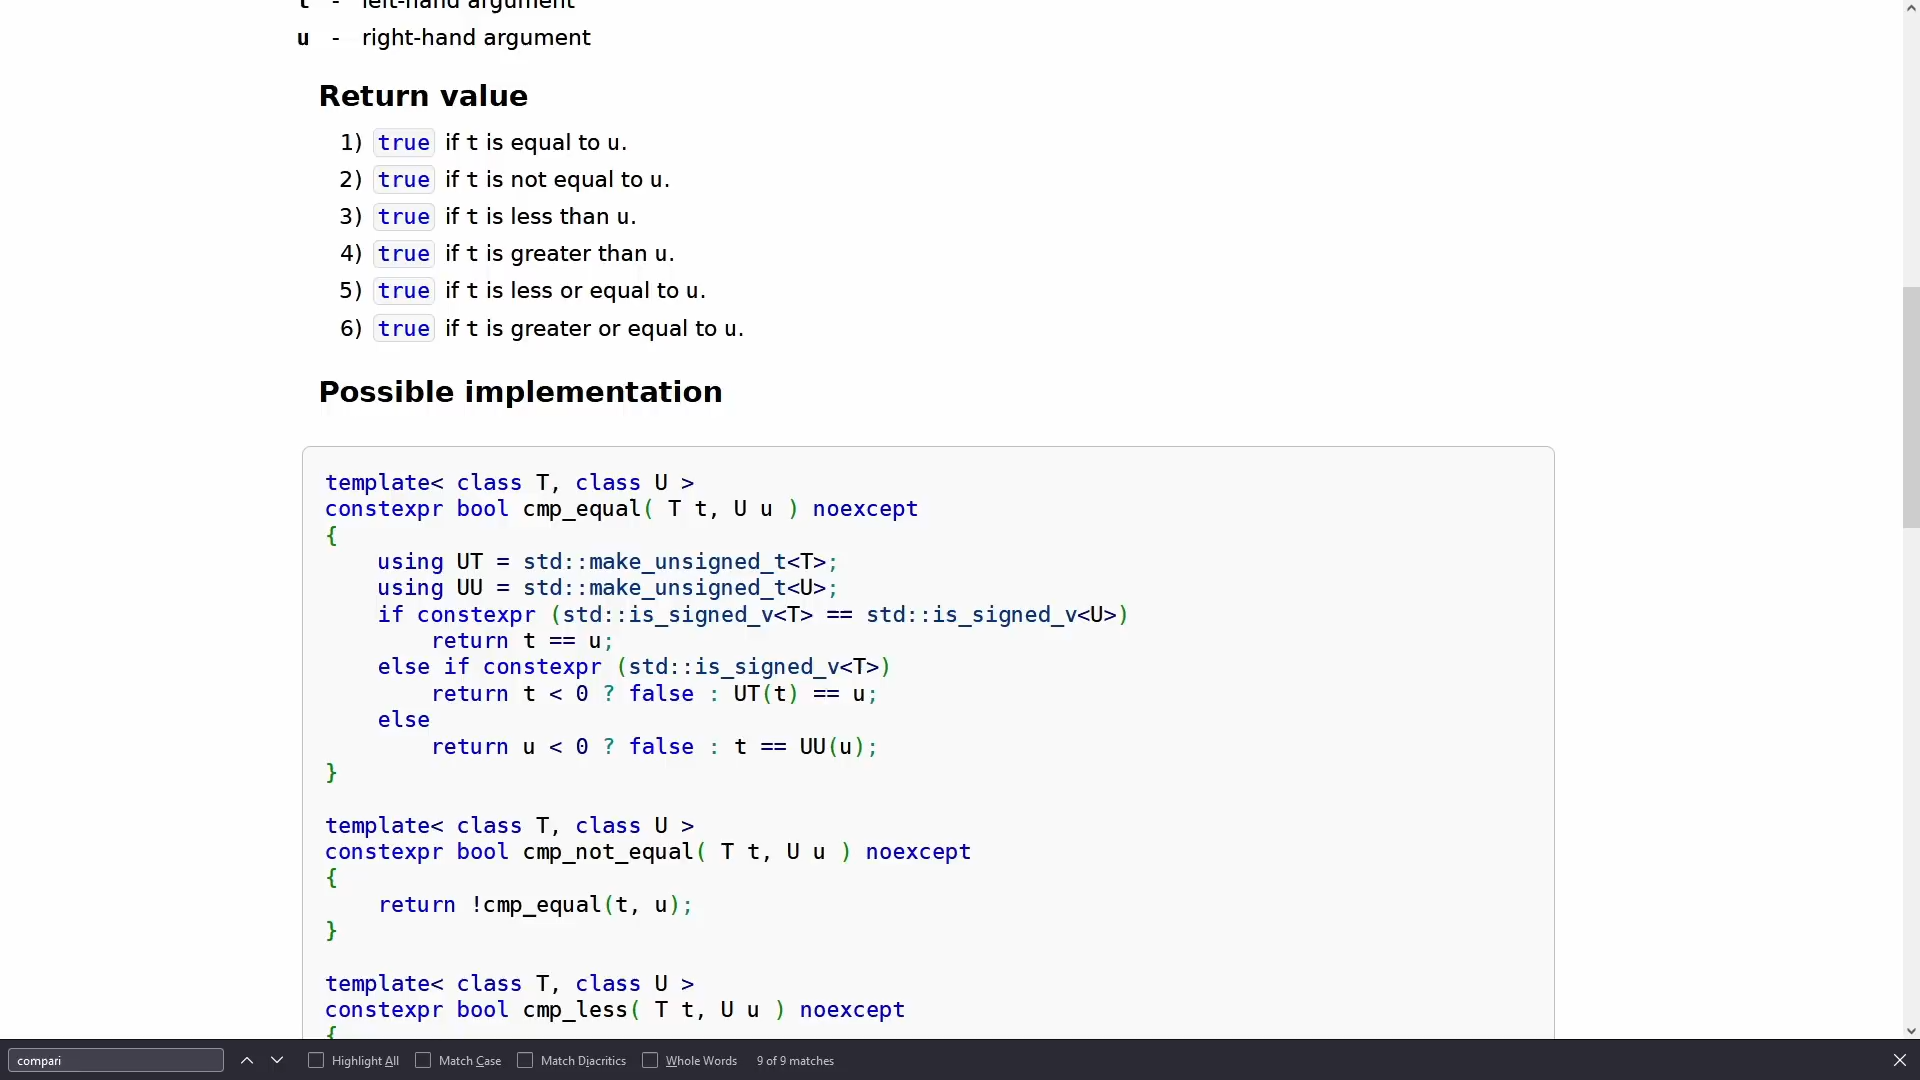 t - left-hand argument
u - right-hand argument
Return value
1) true if t is equal to u.
2) true if t is not equal to u.
3) true if t is less than u.
4) true if t is greater than u.
5) true if t is less or equal to u.
6) true if t is greater or equal to u.
Possible implementation
template< class T, class U >
constexpr bool cmp_equal( T t, U u ) noexcept
{
    using UT = std::make_unsigned_t<T>;
    using UU = std::make_unsigned_t<U>;
    if constexpr (std::is_signed_v<T> == std::is_signed_v<U>)
        return t == u;
    else if constexpr (std::is_signed_v<T>)
        return t < 0 ? false : UT(t) == u;
    else
        return u < 0 ? false : t == UU(u);
}
template< class T, class U >
constexpr bool cmp_not_equal( T t, U u ) noexcept
{
    return !cmp_equal(t, u);
}
template< class T, class U >
constexpr bool cmp_less( T t, U u ) noexcept
{
compari Highlight All Match Case Match Diacritics Whole Words 9 of 9 matches